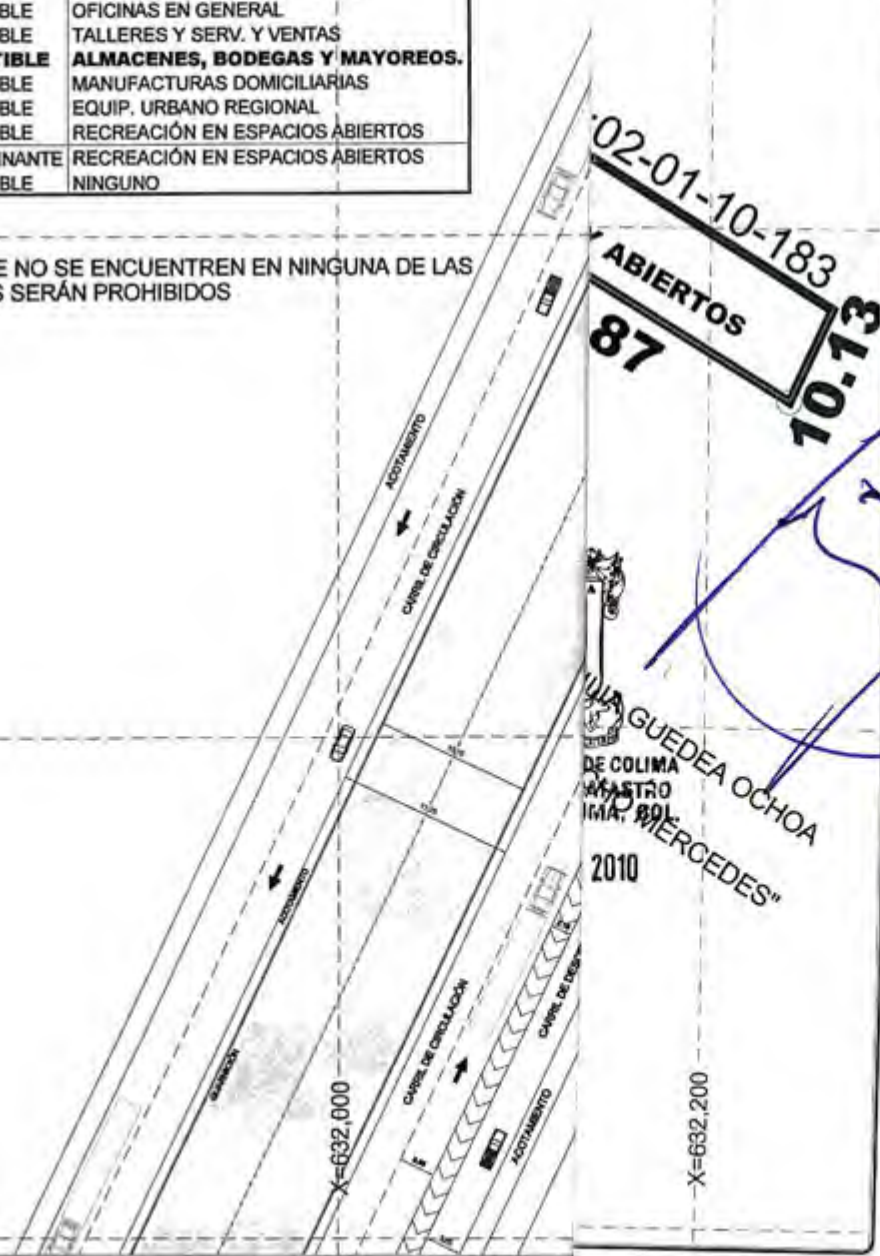 BLE OFICINAS EN GENERAL
BLE TALLERES Y SERV. Y VENTAS
TIBLE ALMACENES, BODEGAS Y MAYOREOS.
BLE MANUFACTURAS DOMICILIARIAS
BLE EQUIP. URBANO REGIONAL
BLE RECREACIÓN EN ESPACIOS ABIERTOS
INANTE RECREACIÓN EN ESPACIOS ABIERTOS
BLE NINGUNO
E NO SE ENCUENTREN EN NINGUNA DE LAS
S SERÁN PROHIBIDOS
02-01-10-183
Y ABIERTOS
87
10.13
ACOTAMIENTO
CARRIL DE CIRCULACIÓN
GUEDEA OCHOA
DE COLIMA
MERCEDES"
2010
ACOTAMIENTO
GUARNICIÓN
CARRIL DE CIRCULACIÓN
CARRIL DE
ACOTAMIENTO
X=632,000
X=632,200